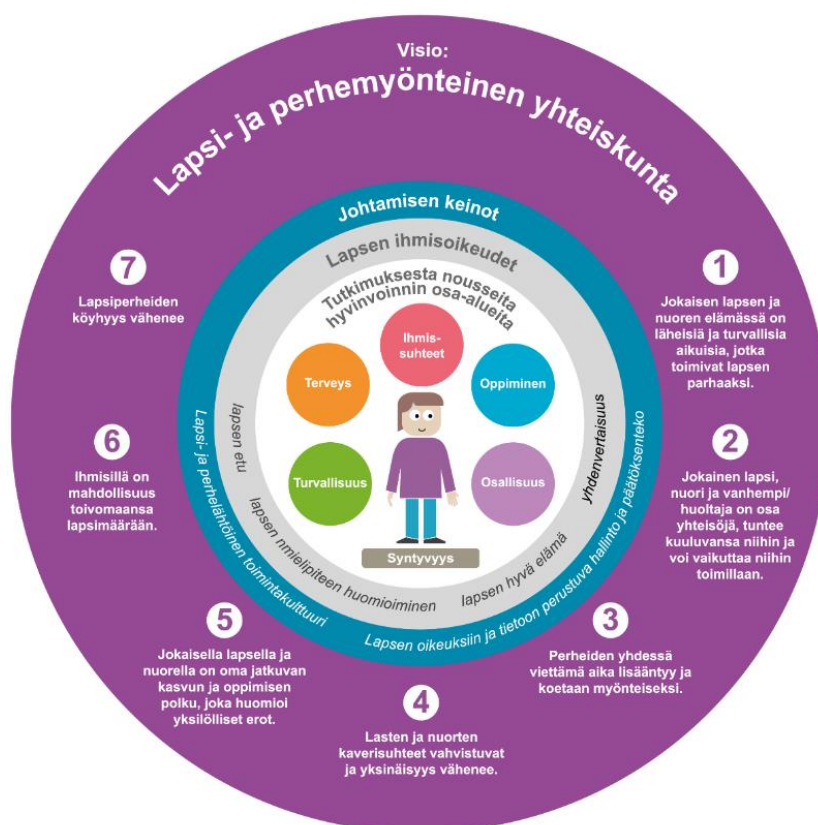 Visio:
Lapsi- ja perhemyönteinen yhteiskunta
Johtamisen keinot
Lapsen ihmisoikeudet
Tutkimuksesta nousseita
hyvinvoinnin osa-alueita
Ihmis-
suhteet
Terveys
Oppiminen
Turvallisuus
Osallisuus
Syntyvyys
lapsen etu
lapsen nmielipiteen huomioiminen
lapsen hyvä elämä
yhdenvertaisuus
Lapsi- ja perhelähtöinen toimintakulttuuri
Lapsen oikeuksiin ja tietoon perustuva hallinto ja päätöksenteko
1
Jokaisen lapsen ja
nuoren elämässä on
läheisiä ja turvallisia
aikuisia, jotka
toimivat lapsen
parhaaksi.
2
Jokainen lapsi,
nuori ja vanhempi/
huoltaja on osa
yhteisöjä, tuntee
kuuluvansa niihin ja
voi vaikuttaa niihin
toimillaan.
3
Perheiden yhdessä
viettämä aika lisääntyy ja
koetaan myönteiseksi.
4
Lasten ja nuorten
kaverisuhteet vahvistuvat
ja yksinäisyys vähenee.
5
Jokaisella lapsella ja
nuorella on oma jatkuvan
kasvun ja oppimisen
polku, joka huomioi
yksilölliset erot.
6
Ihmisillä on
mahdollisuus
toivomaansa
lapsimäärään.
7
Lapsiperheiden
köyhyys vähenee